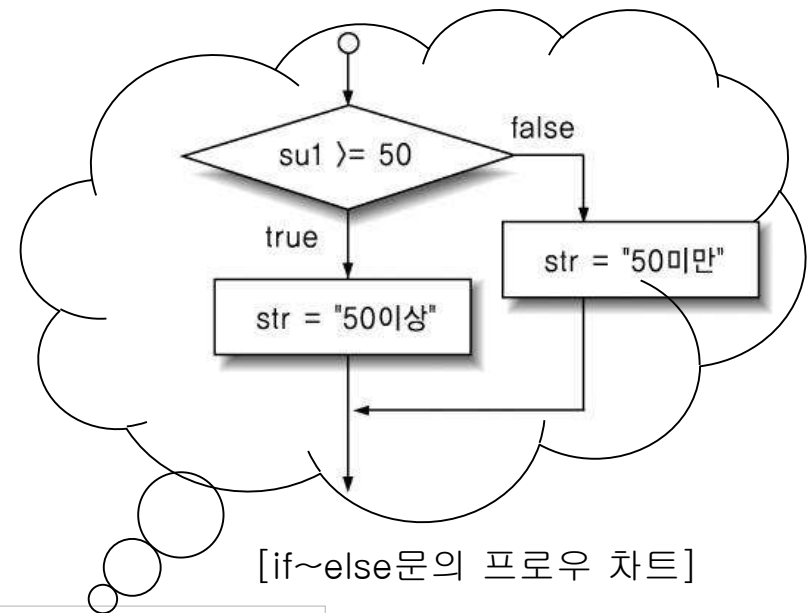 su1 >= 50
false
true
str = "50미만"
str = "50이상"
[if~else문의 프로우 차트]